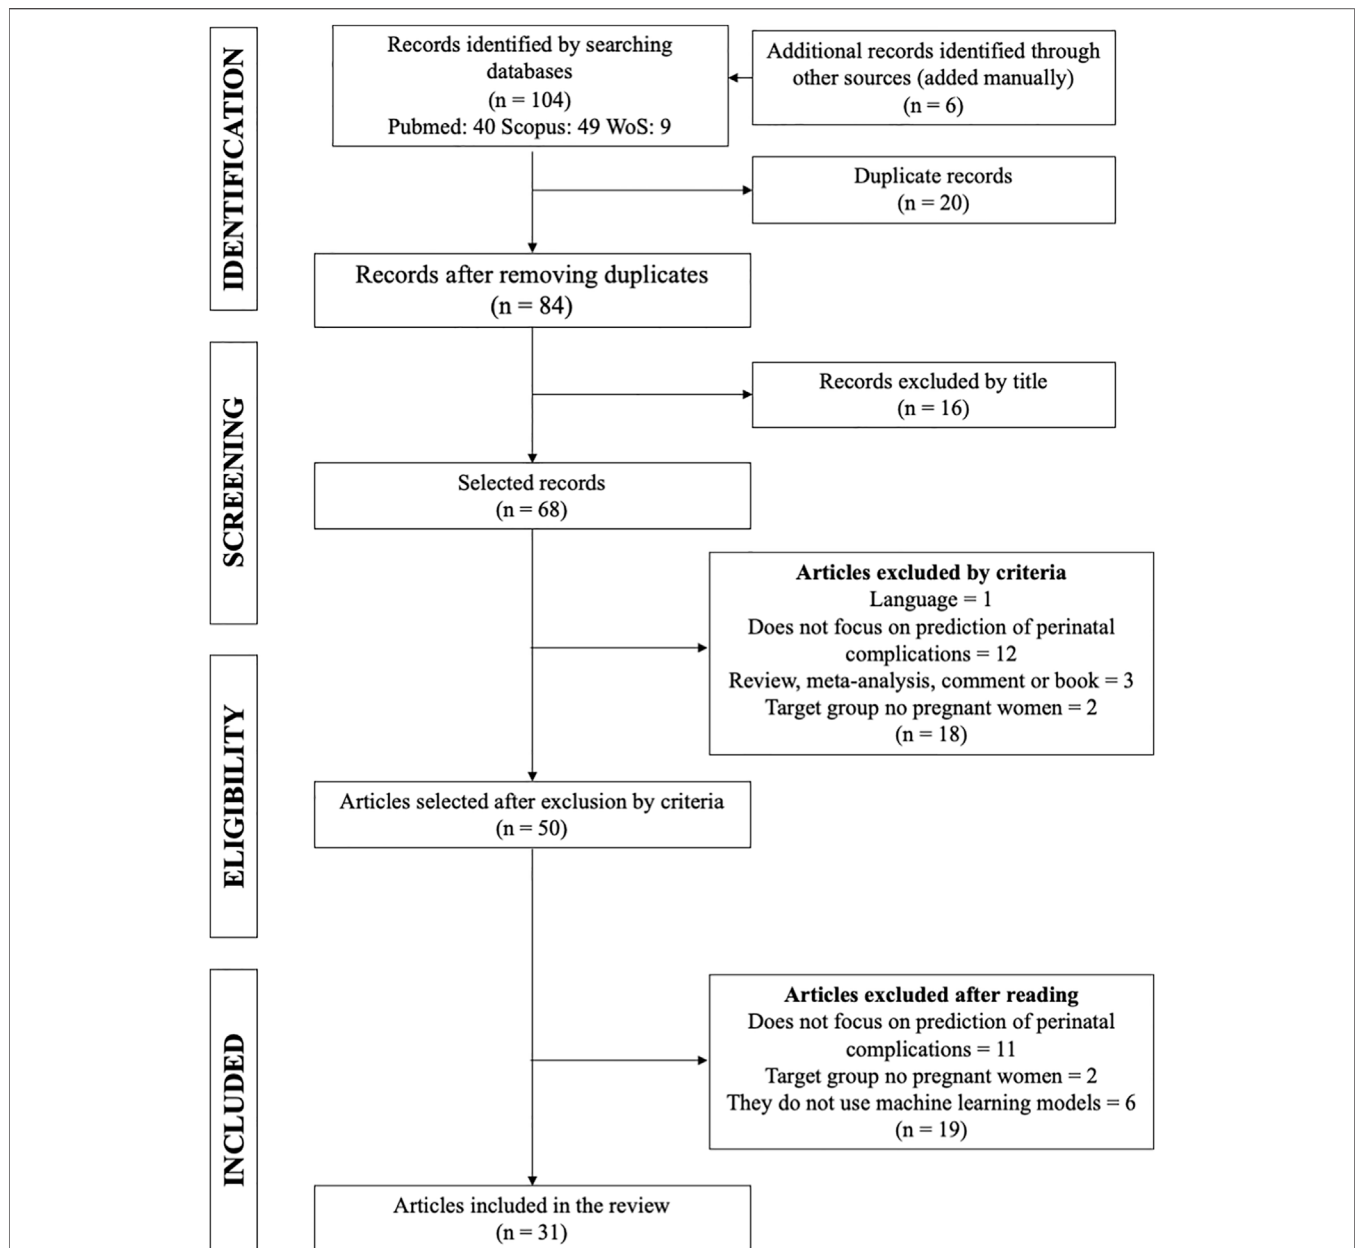 IDENTIFICATION
Records identified by searching
databases
(n = 104)
Pubmed: 40 Scopus: 49 WoS: 9
Additional records identified through
other sources (added manually)
(n = 6)
Duplicate records
(n = 20)
Records after removing duplicates
(n = 84)
SCREENING
Records excluded by title
(n = 16)
Selected records
(n = 68)
Articles excluded by criteria
Language = 1
Does not focus on prediction of perinatal
complications = 12
Review, meta-analysis, comment or book = 3
Target group no pregnant women = 2
(n = 18)
ELIGIBILITY
Articles selected after exclusion by criteria
(n = 50)
INCLUDED
Articles excluded after reading
Does not focus on prediction of perinatal
complications = 11
Target group no pregnant women = 2
They do not use machine learning models = 6
(n = 19)
Articles included in the review
(n = 31)